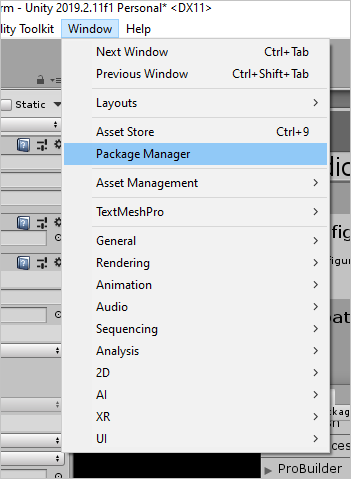 rm - Unity 2019.2.11f1 Personal* <DX11>
lity Toolkit Window Help
Next Window Ctrl+Tab
Previous Window Ctrl+Shift+Tab
Static
Layouts
Asset Store Ctrl+9
Package Manager
Asset Management
TextMeshPro
General
Rendering
Animation
Audio
Sequencing
Analysis
2D
AI
XR
UI
ProBuilder